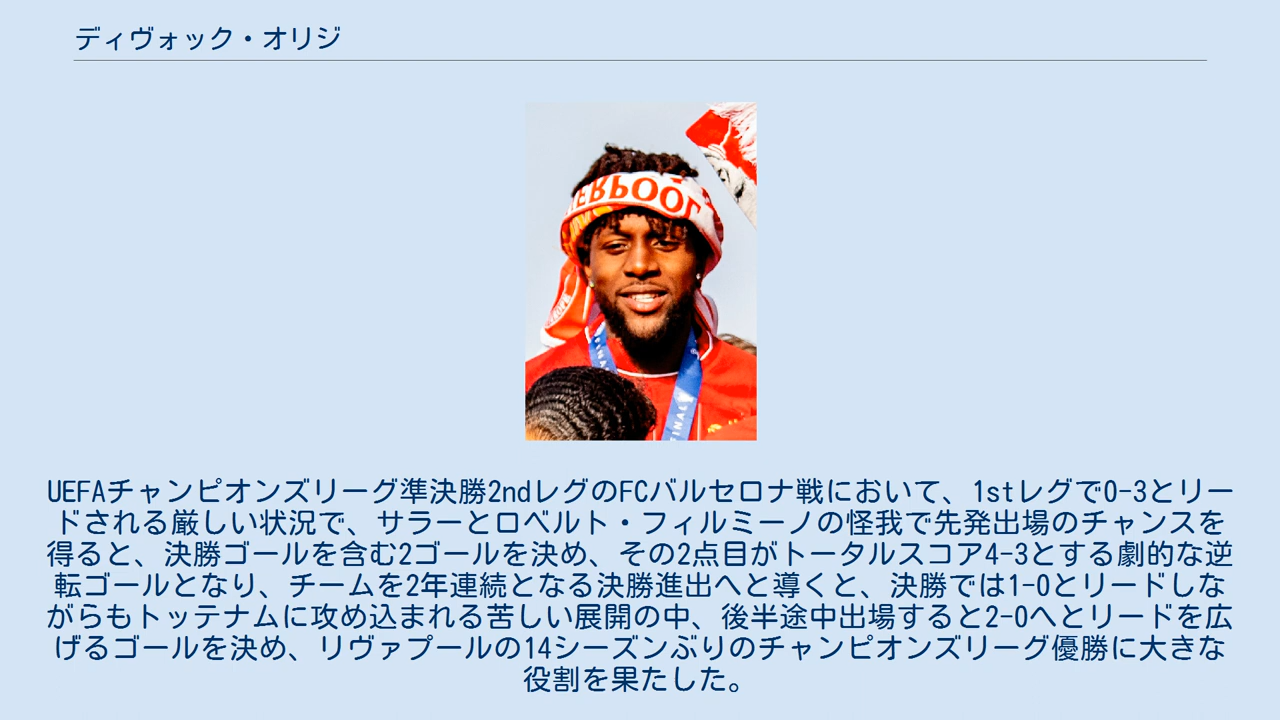 ディヴォック・オリジ
ERPOOL
FINAL
UEFAチャンピオンズリーグ準決勝2ndレグのFCバルセロナ戦において、1stレグで0-3とリー
ドされる厳しい状況で、サラーとロベルト・フィルミーノの怪我で先発出場のチャンスを
得ると、決勝ゴールを含む2ゴールを決め、その2点目がトータルスコア4-3とする劇的な逆
転ゴールとなり、チームを2年連続となる決勝進出へと導くと、決勝では1-0とリードしな
がらもトッテナムに攻め込まれる苦しい展開の中、後半途中出場すると2-0へとリードを広
げるゴールを決め、リヴァプールの14シーズンぶりのチャンピオンズリーグ優勝に大きな
役割を果たした。